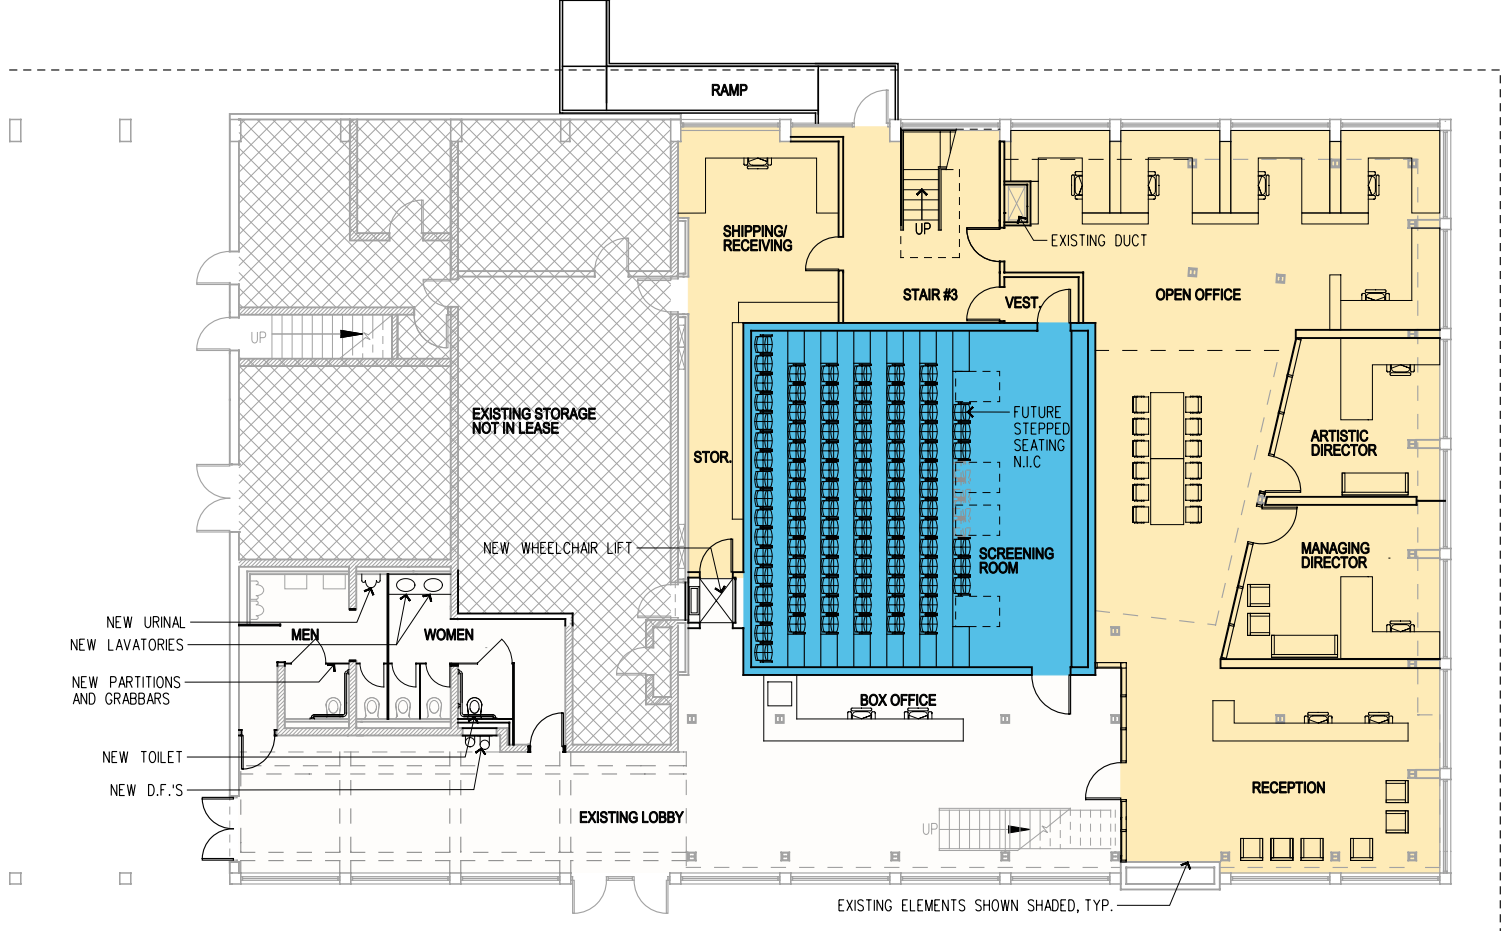 RAMP
SHIPPING/
RECEIVING
UP
EXISTING DUCT
STAIR #3
VEST.
OPEN OFFICE
UP
EXISTING STORAGE
NOT IN LEASE
FUTURE
STEPPED
SEATING
N.I.C
ARTISTIC
DIRECTOR
STOR.
NEW WHEELCHAIR LIFT
SCREENING
ROOM
MANAGING
DIRECTOR
NEW URINAL
MEN
WOMEN
NEW LAVATORIES
NEW PARTITIONS
AND GRABBARS
BOX OFFICE
NEW TOILET
NEW D.F.'S
RECEPTION
EXISTING LOBBY
UP
EXISTING ELEMENTS SHOWN SHADED, TYP.